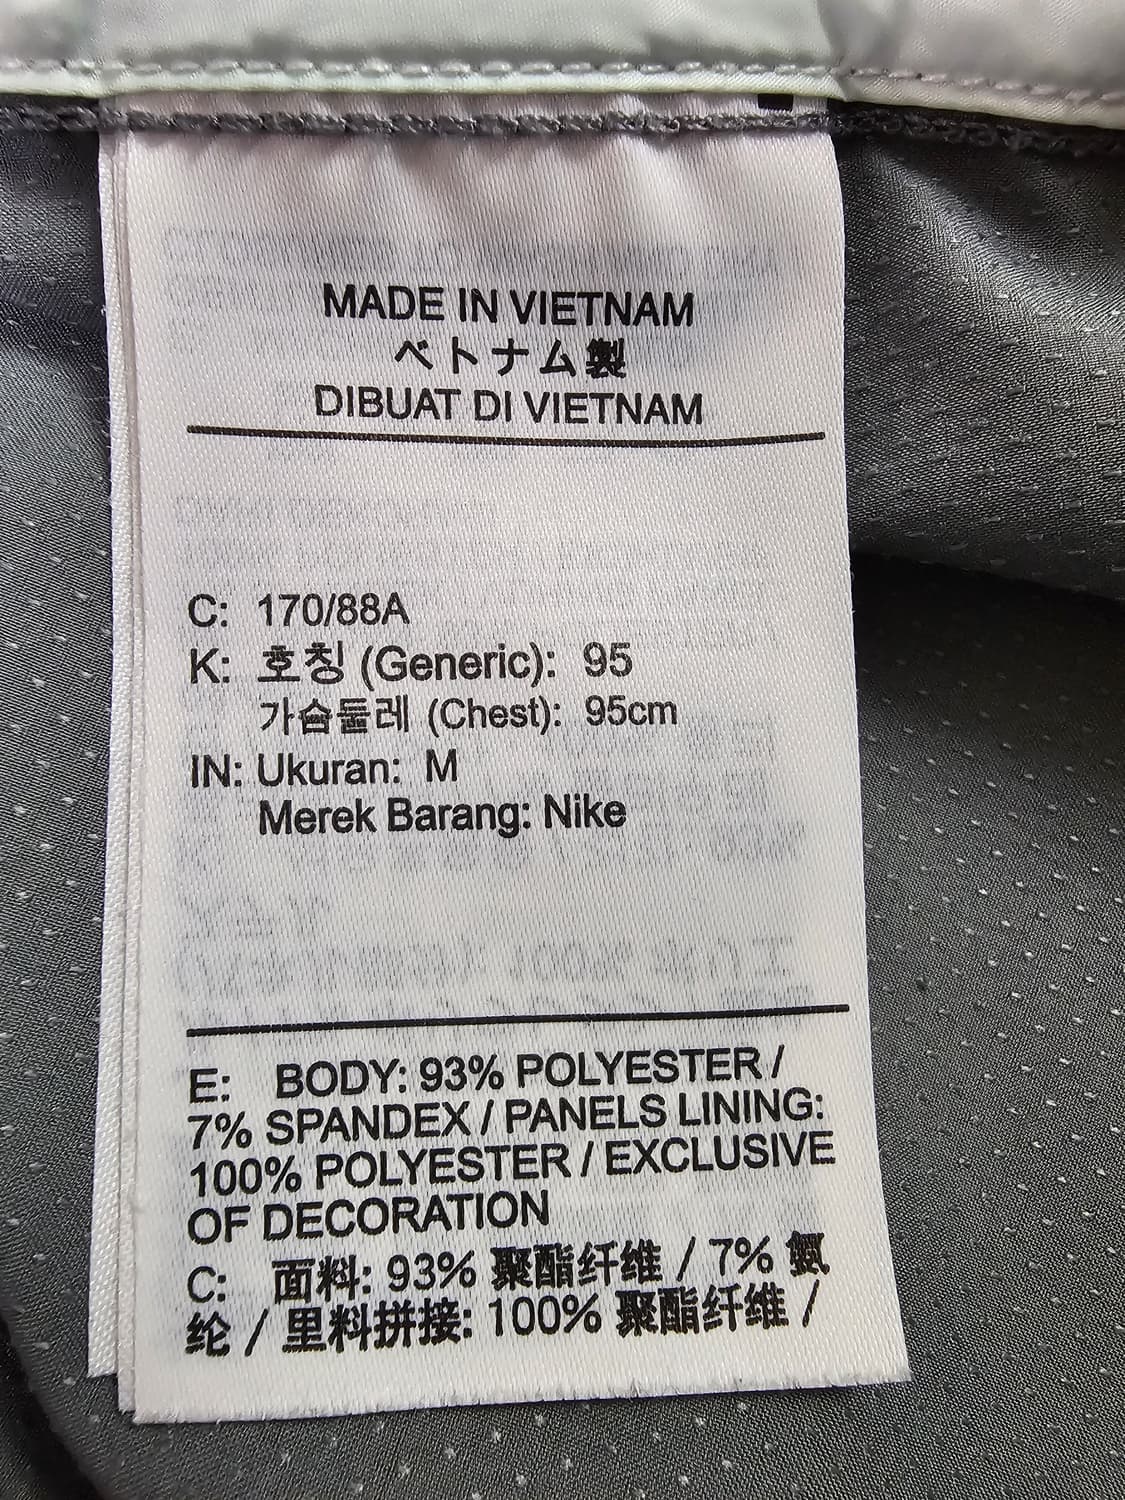 MADE IN VIETNAM
ベトナム製
DIBUAT DI VIETNAM
C: 170/88A
K: 호칭 (Generic): 95
가슴둘레 (Chest): 95cm
IN: Ukuran: M
Merek Barang: Nike
E: BODY: 93% POLYESTER /
7% SPANDEX / PANELS LINING:
100% POLYESTER / EXCLUSIVE
OF DECORATION
C: 面料: 93% 聚酯纤维 / 7% 氨
纶 / 里料拼接: 100% 聚酯纤维 /